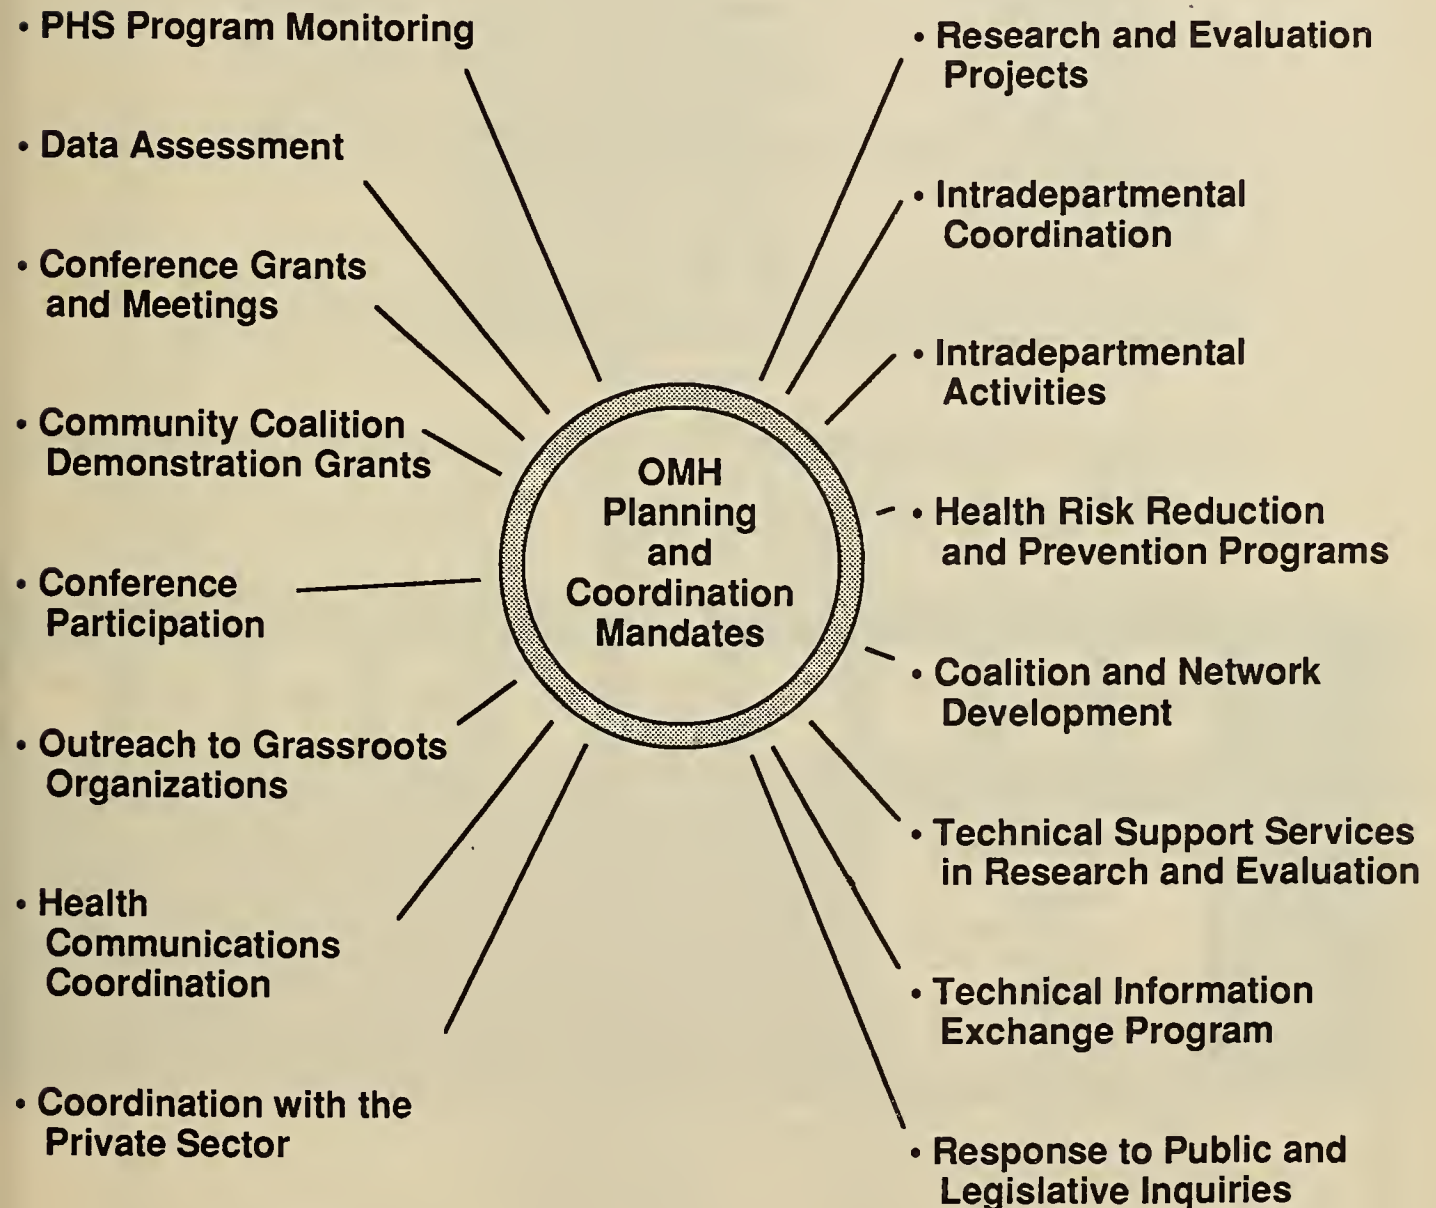 • PHS Program Monitoring
• Data Assessment
• Conference Grants
and Meetings
• Community Coalition
Demonstration Grants
• Conference
Participation
• Outreach to Grassroots
Organizations
• Health
Communications
Coordination
• Coordination with the
Private Sector
OMH
Planning
and
Coordination
Mandates
• Research and Evaluation
Projects
• Intradepartmental
Coordination
• Intradepartmental
Activities
• Health Risk Reduction
and Prevention Programs
• Coalition and Network
Development
• Technical Support Services
in Research and Evaluation
• Technical Information
Exchange Program
• Response to Public and
Legislative Inquiries